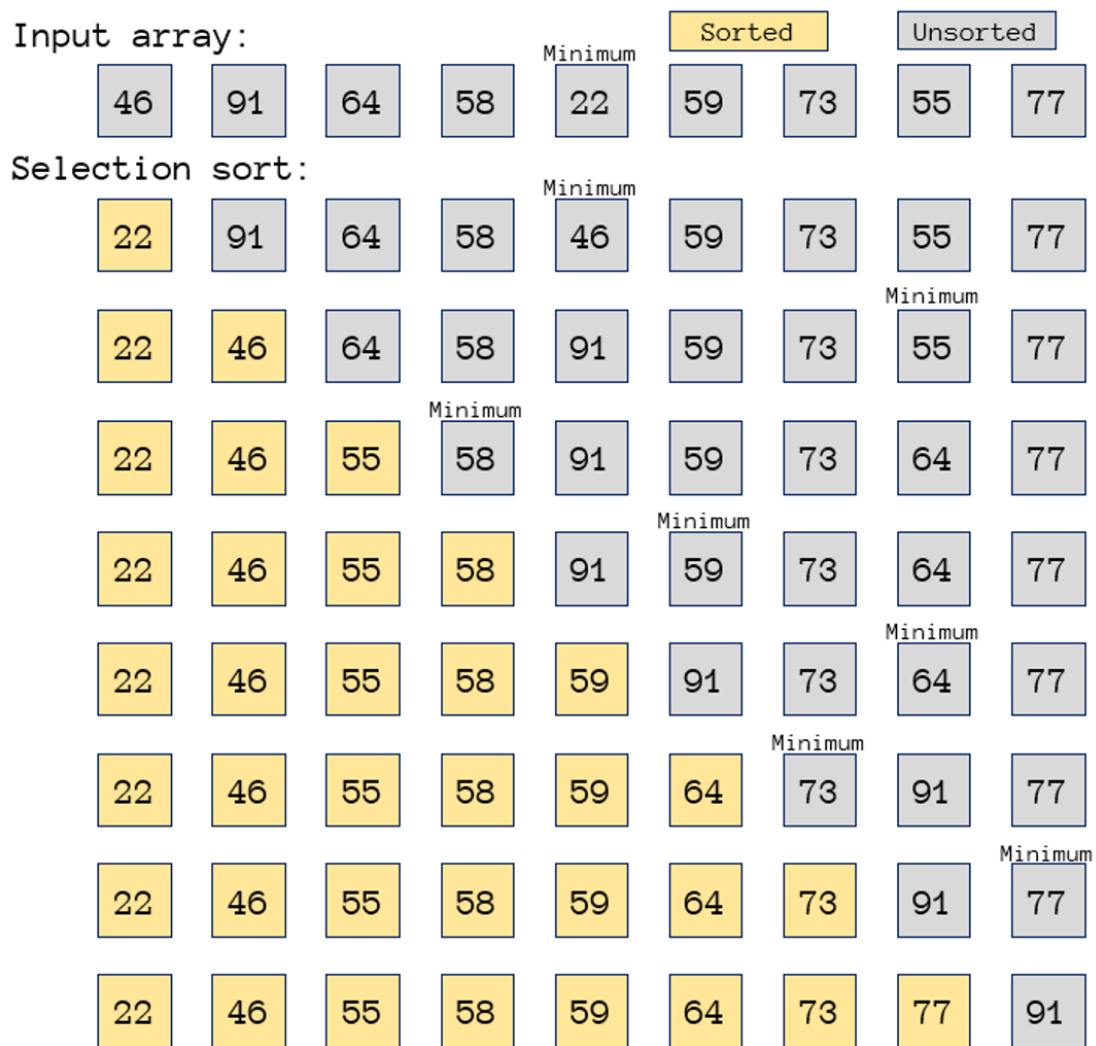 Input array:
Sorted
Unsorted
Minimum
46 91 64 58 22 59 73 55 77
Selection sort:
Minimum
22 91 64 58 46 59 73 55 77
Minimum
22 46 64 58 91 59 73 55 77
Minimum
22 46 55 58 91 59 73 64 77
Minimum
22 46 55 58 91 59 73 64 77
Minimum
22 46 55 58 59 91 73 64 77
Minimum
22 46 55 58 59 64 73 91 77
Minimum
22 46 55 58 59 64 73 91 77
22 46 55 58 59 64 73 77 91